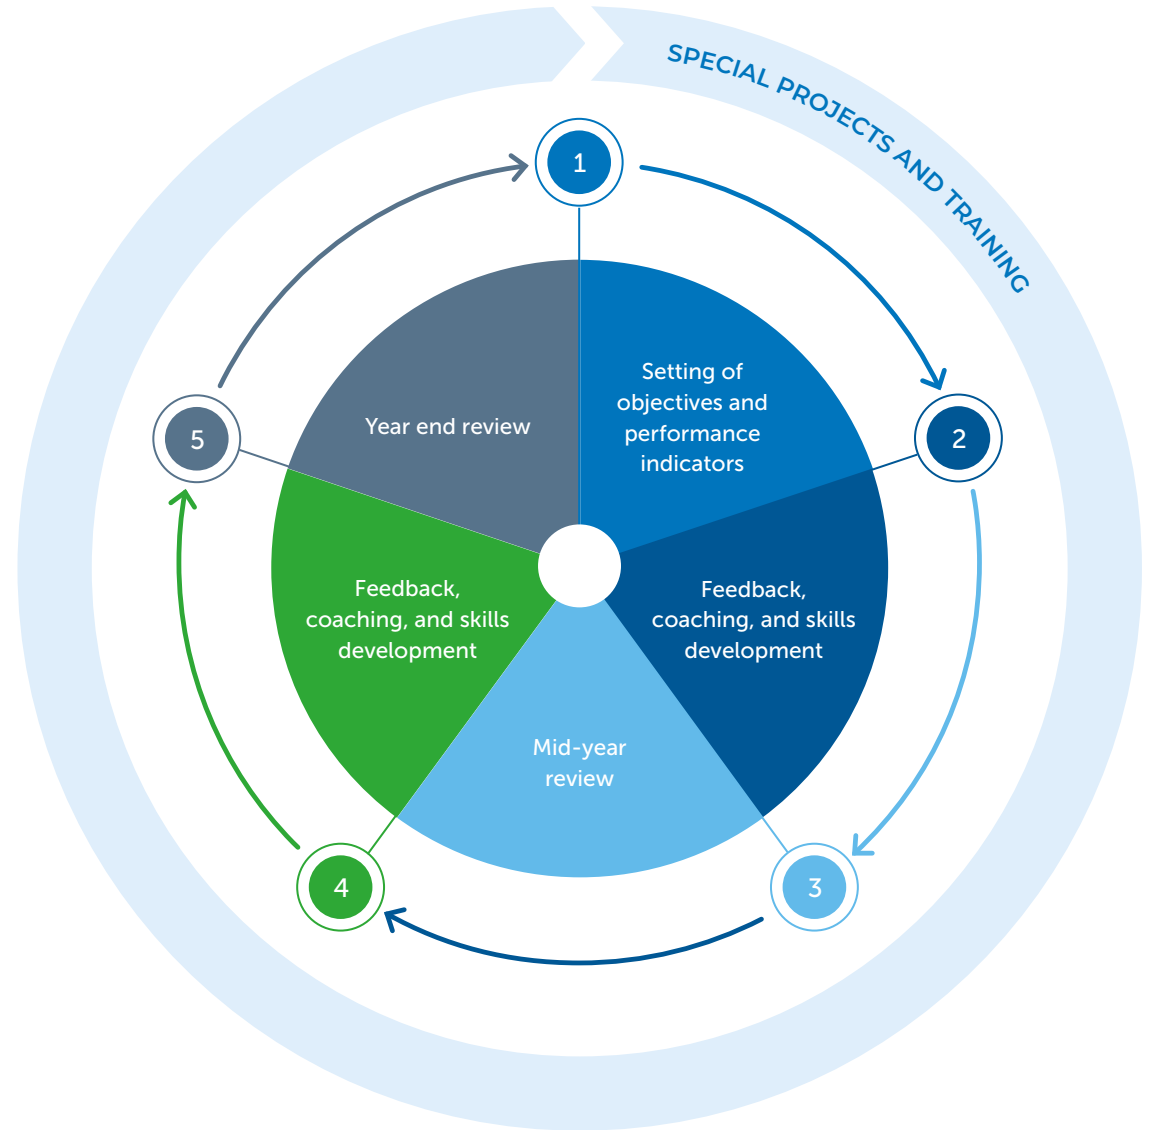 SPECIAL PROJECTS AND TRAINING
1
Setting of
objectives and
performance
indicators
2
Feedback,
coaching, and skills
development
3
Mid-year
review
4
Feedback,
coaching, and skills
development
5
Year end review